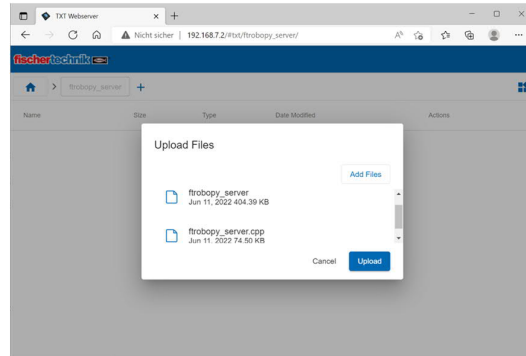 TXT Webserver
Nicht sicher | 192.168.7.2/#txt/ftrobopy_server/
fischertechnik
ftrobopy_server
Name Size Type Date Modified Actions
Upload Files
Add Files
ftrobopy_server
Jun 11, 2022 404.39 KB
ftrobopy_server.cpp
Jun 11, 2022 74.50 KB
Cancel Upload